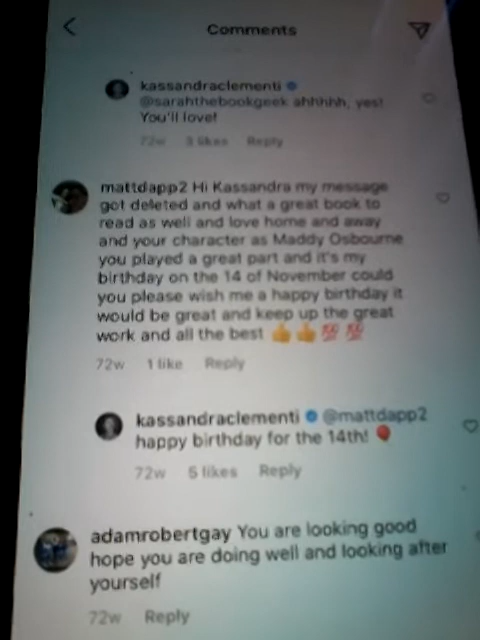 Comments
kassandraclementi
@sarahthebookgeek ahhhhh, yes!
You'll love!
72w 3 likes Reply
mattdapp2 Hi Kassandra my message
got deleted and what a great book to
read as well and love home and away
and your character as Maddy Osbourne
you played a great part and it's my
birthday on the 14 of November could
you please wish me a happy birthday it
would be great and keep up the great
work and all the best 👍 👍 💯 💯
72w 1 like Reply
kassandraclementi @mattdapp2
happy birthday for the 14th! 🎈
72w 5 likes Reply
adamrobertgay You are looking good
hope you are doing well and looking after
yourself
72w Reply